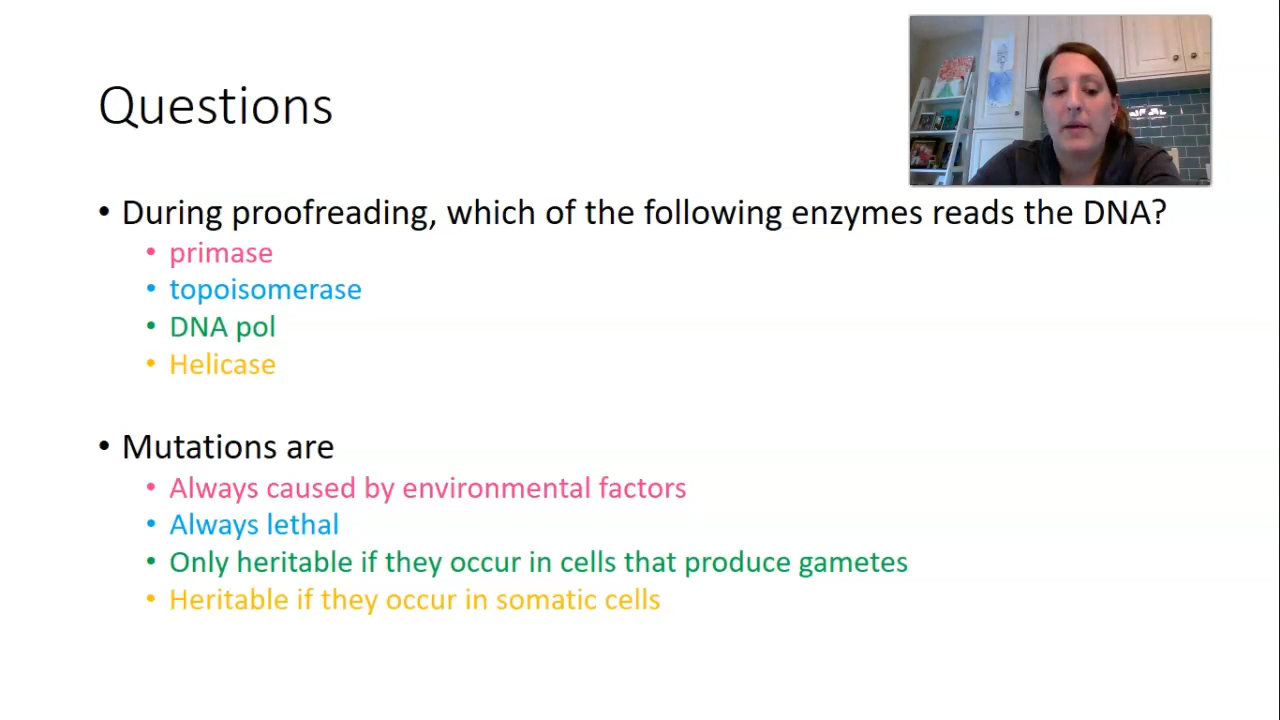 Questions
• During proofreading, which of the following enzymes reads the DNA?
• primase
• topoisomerase
• DNA pol
• Helicase
• Mutations are
• Always caused by environmental factors
• Always lethal
• Only heritable if they occur in cells that produce gametes
• Heritable if they occur in somatic cells